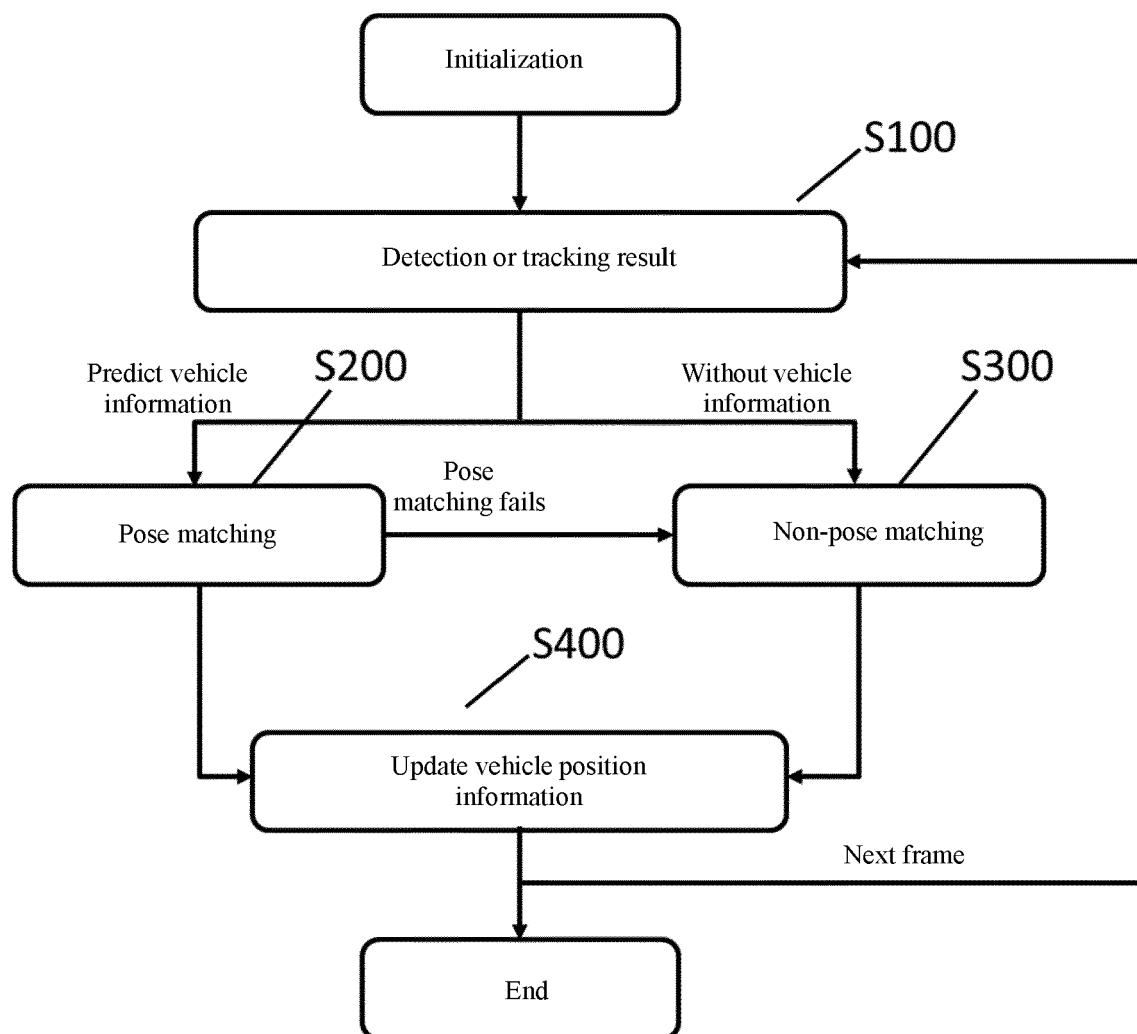 Initialization
S100
Detection or tracking result
Predict vehicle
information
S200
Without vehicle
information
S300
Pose
matching fails
Pose matching
Non-pose matching
S400
Update vehicle position
information
Next frame
End